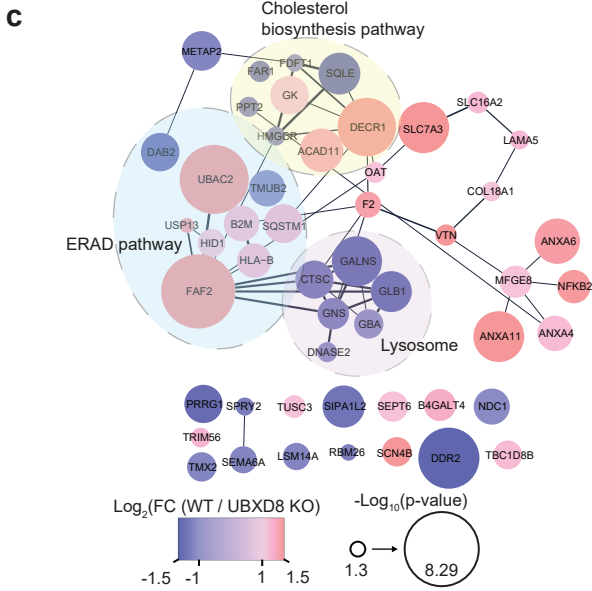 c
Cholesterol
biosynthesis pathway
METAP2
FAR1
FDFT1
SQLE
GK
PPT2
HMGCR
DECR1
ACAD11
SLC7A3
SLC16A2
LAMA5
COL18A1
OAT
F2
VTN
DAB2
UBAC2
TMUB2
USP13
B2M
SQSTM1
HID1
HLA-B
ERAD pathway
FAF2
GALNS
CTSC
GLB1
GNS
GBA
DNASE2
Lysosome
ANXA6
MFGE8
NFKB2
ANXA11
ANXA4
PRRG1
SPRY2
TUSC3
SIPA1L2
SEPT6
B4GALT4
NDC1
TRIM56
TMX2
SEMA6A
LSM14A
RBM26
SCN4B
DDR2
TBC1D8B
Log2(FC (WT / UBXD8 KO)
-1.5 -1 1 1.5
-Log10(p-value)
1.3
8.29